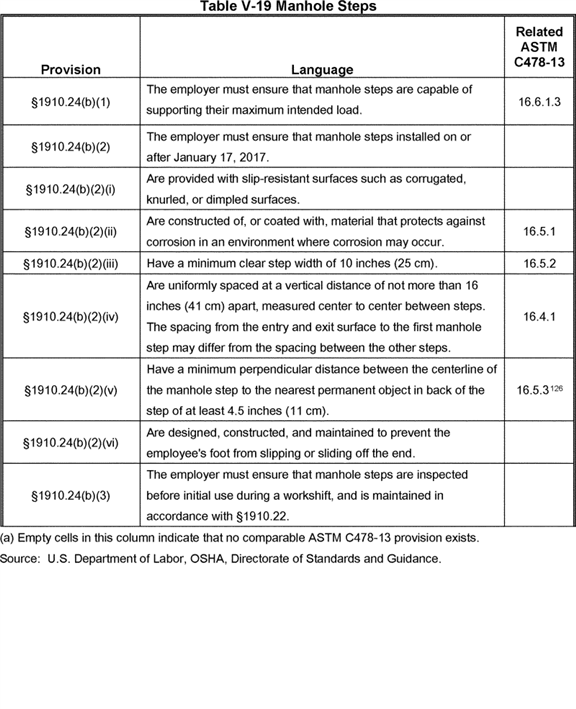 Table V-19 Manhole Steps
Provision
Language
Related
ASTM
C478-13
§1910.24(b)(1)
The employer must ensure that manhole steps are capable of
supporting their maximum intended load.
16.6.1.3
§1910.24(b)(2)
The employer must ensure that manhole steps installed on or
after January 17, 2017.
§1910.24(b)(2)(i)
Are provided with slip-resistant surfaces such as corrugated,
knurled, or dimpled surfaces.
§1910.24(b)(2)(ii)
Are constructed of, or coated with, material that protects against
corrosion in an environment where corrosion may occur.
16.5.1
§1910.24(b)(2)(iii)
Have a minimum clear step width of 10 inches (25 cm).
16.5.2
§1910.24(b)(2)(iv)
Are uniformly spaced at a vertical distance of not more than 16
inches (41 cm) apart, measured center to center between steps.
The spacing from the entry and exit surface to the first manhole
step may differ from the spacing between the other steps.
16.4.1
§1910.24(b)(2)(v)
Have a minimum perpendicular distance between the centerline of
the manhole step to the nearest permanent object in back of the
step of at least 4.5 inches (11 cm).
16.5.3126
§1910.24(b)(2)(vi)
Are designed, constructed, and maintained to prevent the
employee's foot from slipping or sliding off the end.
§1910.24(b)(3)
The employer must ensure that manhole steps are inspected
before initial use during a workshift, and is maintained in
accordance with §1910.22.
(a) Empty cells in this column indicate that no comparable ASTM C478-13 provision exists.
Source: U.S. Department of Labor, OSHA, Directorate of Standards and Guidance.